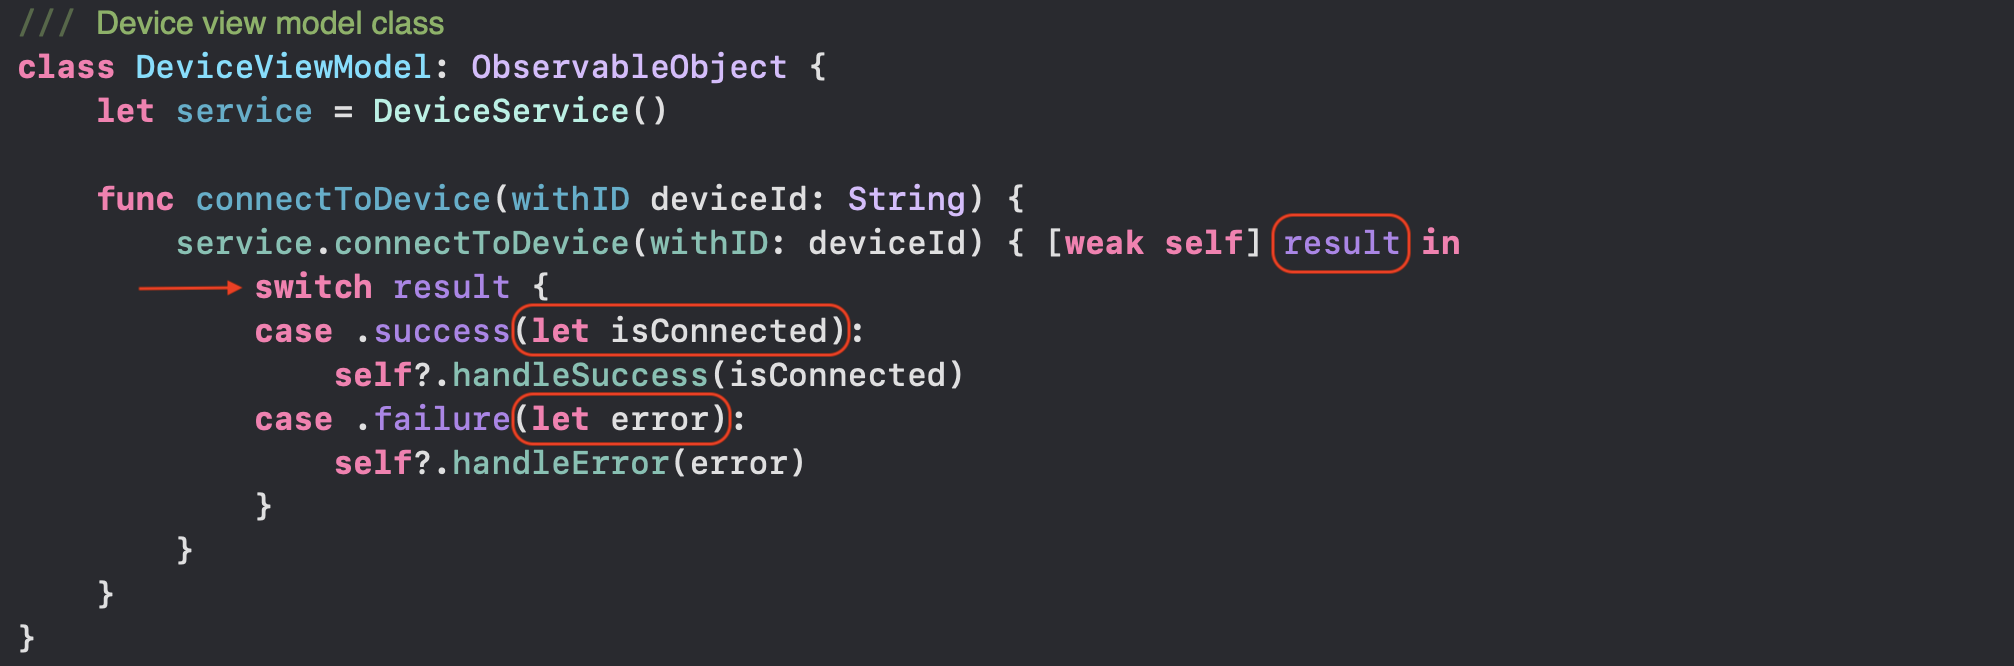 /// Device view model class
class DeviceViewModel: ObservableObject {
let service = DeviceService()
func connectToDevice(withID deviceId: String) {
service.connectToDevice(withID: deviceId) { [weak self] result in
switch result {
case .success(let isConnected):
self?.handleSuccess(isConnected)
case .failure(let error):
self?.handleError(error)
}
}
}
}